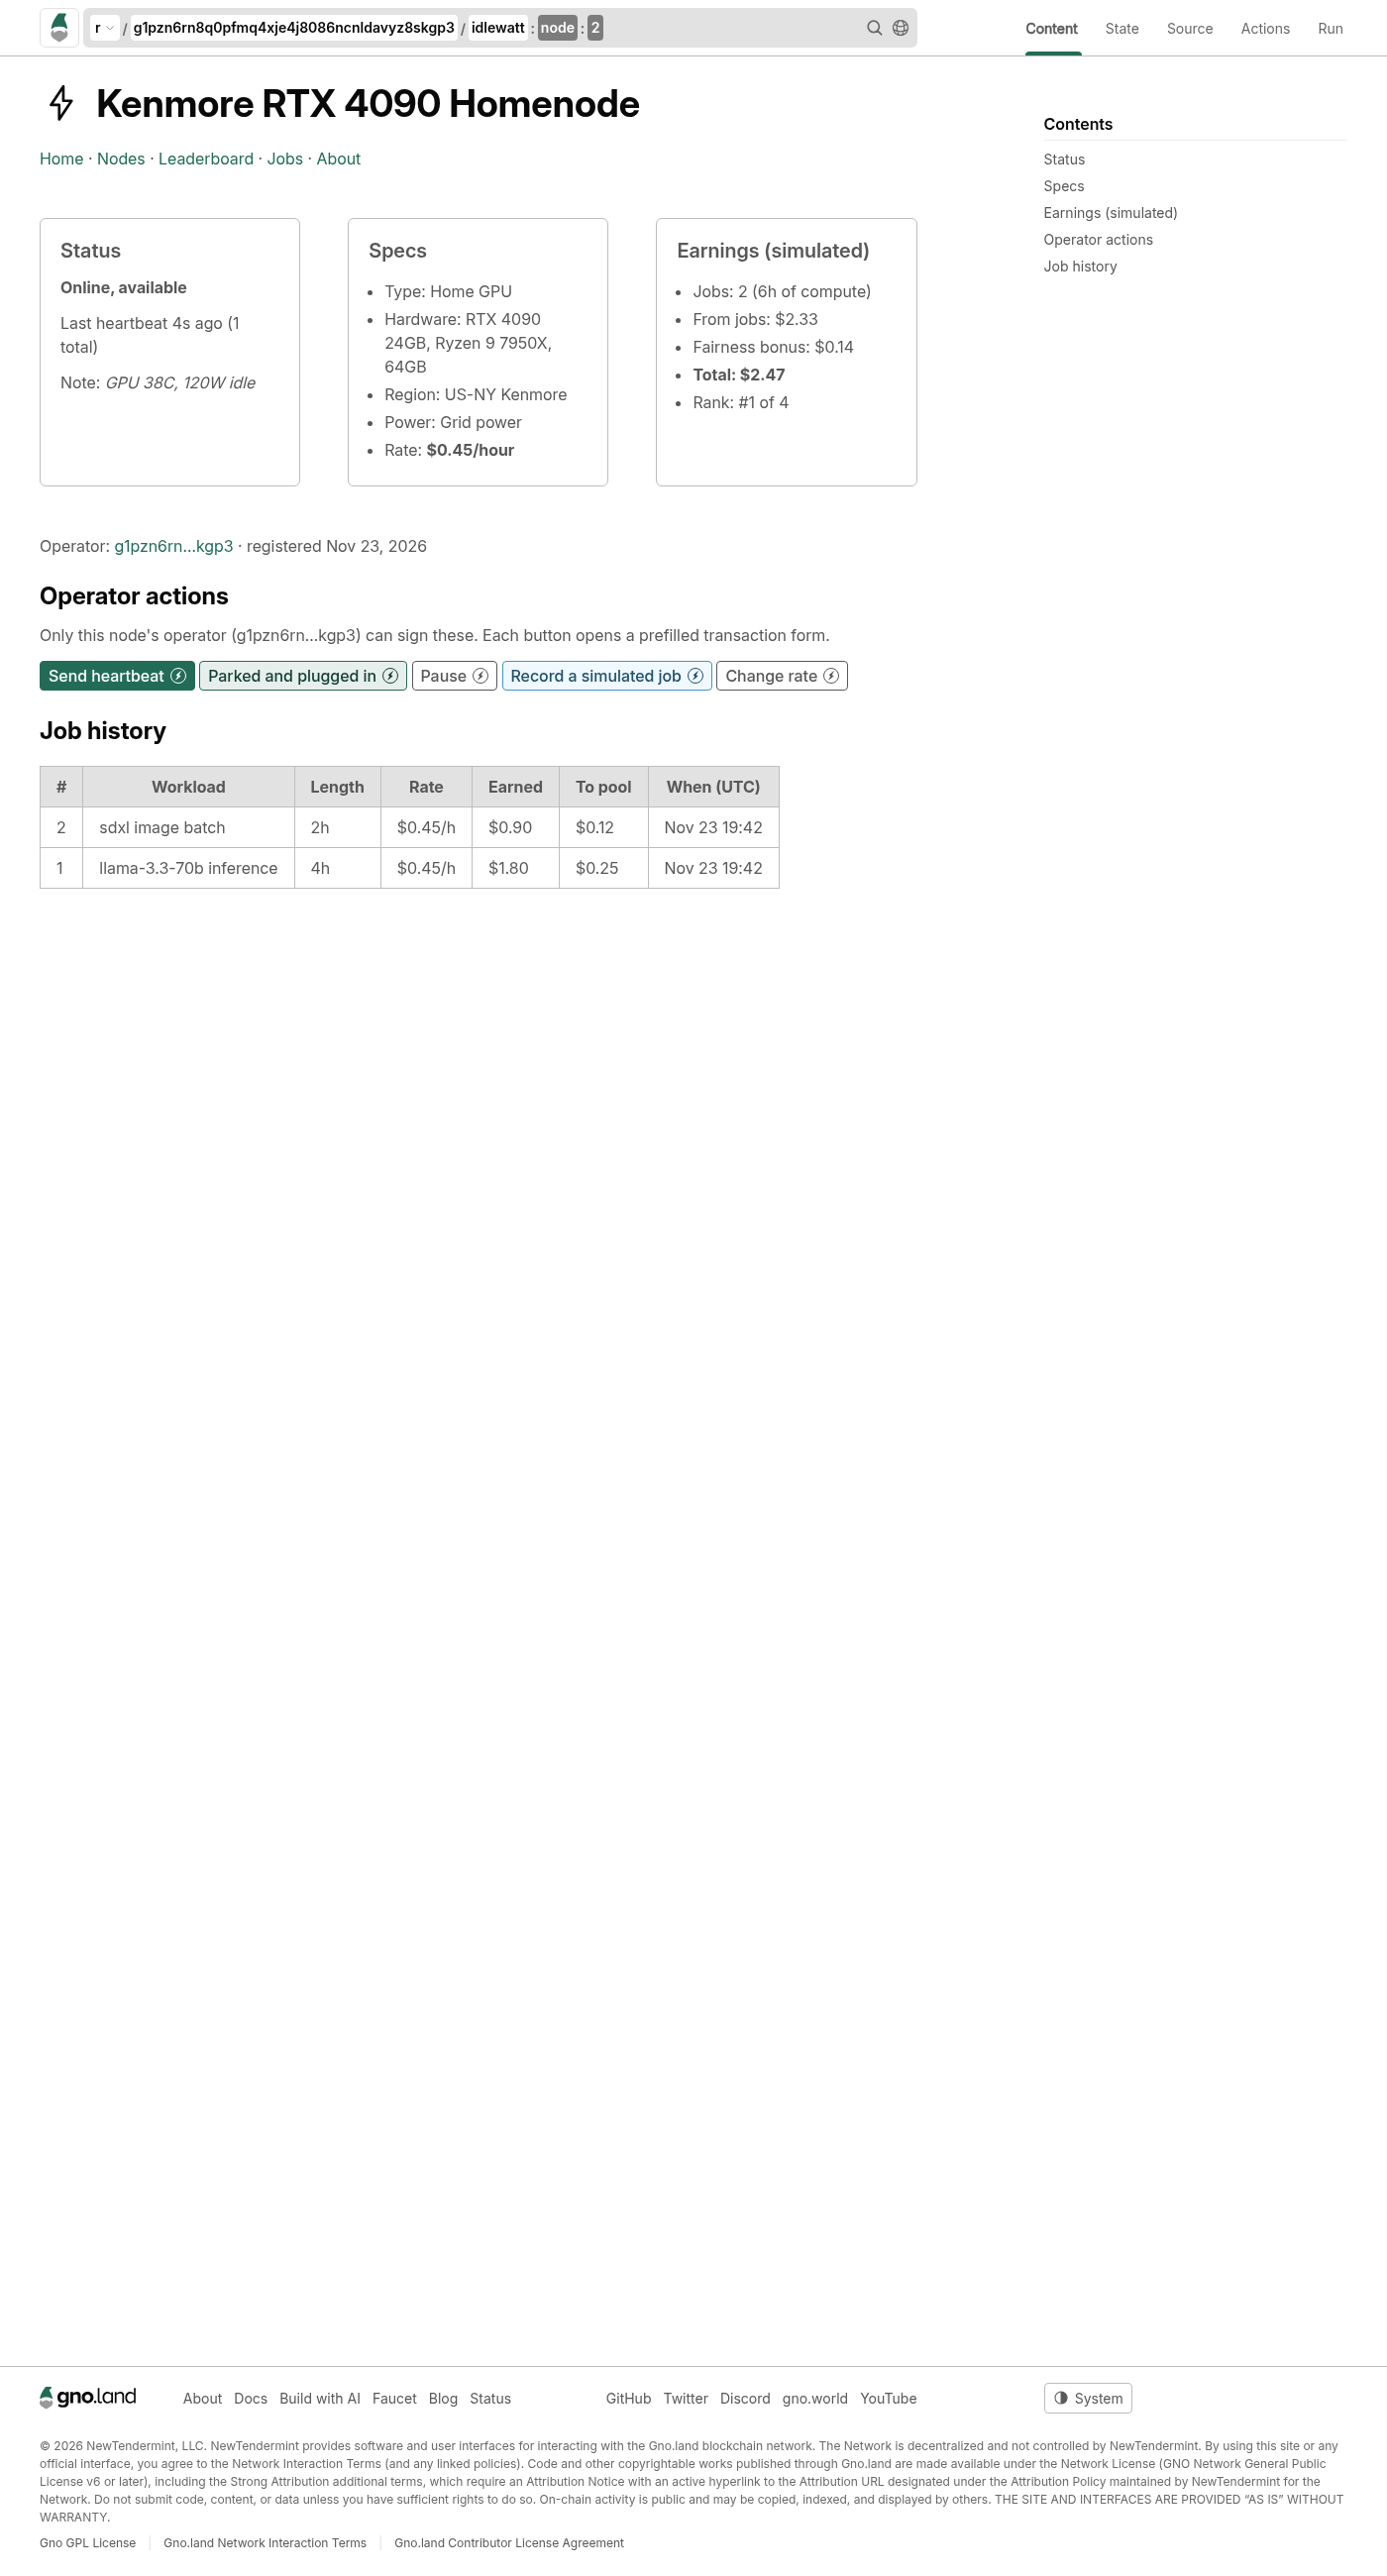 r / g1pzn6rn8q0pfmq4xje4j8086ncnldavyz8skgp3 / idlewatt : node : 2
Content State Source Actions Run
Kenmore RTX 4090 Homenode
Home · Nodes · Leaderboard · Jobs · About
Contents
Status
Specs
Earnings (simulated)
Operator actions
Job history
Status
Online, available
Last heartbeat 4s ago (1
total)
Note: GPU 38C, 120W idle
Specs
• Type: Home GPU
• Hardware: RTX 4090
24GB, Ryzen 9 7950X,
64GB
• Region: US-NY Kenmore
• Power: Grid power
• Rate: $0.45/hour
Earnings (simulated)
• Jobs: 2 (6h of compute)
• From jobs: $2.33
• Fairness bonus: $0.14
• Total: $2.47
• Rank: #1 of 4
Operator: g1pzn6rn...kgp3 · registered Nov 23, 2026
Operator actions
Only this node's operator (g1pzn6rn...kgp3) can sign these. Each button opens a prefilled transaction form.
Send heartbeat Parked and plugged in Pause Record a simulated job Change rate
Job history
# Workload Length Rate Earned To pool When (UTC)
2 sdxl image batch 2h $0.45/h $0.90 $0.12 Nov 23 19:42
1 llama-3.3-70b inference 4h $0.45/h $1.80 $0.25 Nov 23 19:42
gno.land About Docs Build with AI Faucet Blog Status GitHub Twitter Discord gno.world YouTube System
© 2026 NewTendermint, LLC. NewTendermint provides software and user interfaces for interacting with the Gno.land blockchain network. The Network is decentralized and not controlled by NewTendermint. By using this site or any
official interface, you agree to the Network Interaction Terms (and any linked policies). Code and other copyrightable works published through Gno.land are made available under the Network License (GNO Network General Public
License v6 or later), including the Strong Attribution additional terms, which require an Attribution Notice with an active hyperlink to the Attribution URL designated under the Attribution Policy maintained by NewTendermint for the
Network. Do not submit code, content, or data unless you have sufficient rights to do so. On-chain activity is public and may be copied, indexed, and displayed by others. THE SITE AND INTERFACES ARE PROVIDED “AS IS” WITHOUT
WARRANTY.
Gno GPL License Gno.land Network Interaction Terms Gno.land Contributor License Agreement